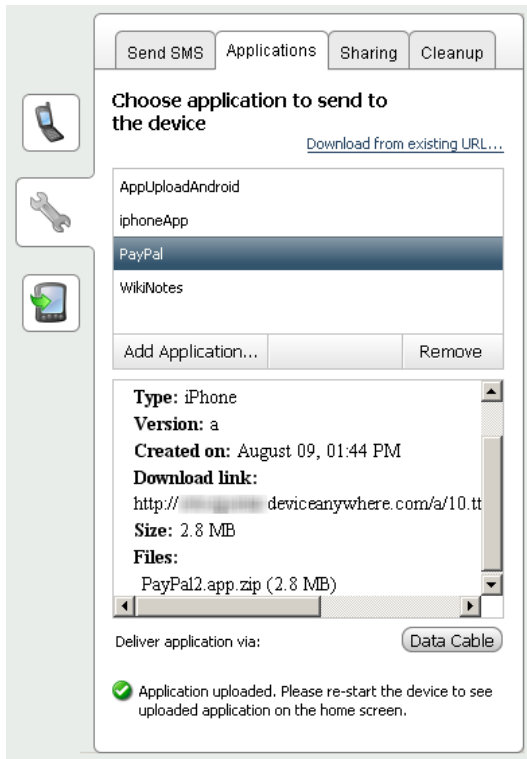 Send SMS Applications Sharing Cleanup
Choose application to send to
the device
Download from existing URL...
AppUploadAndroid
iphoneApp
PayPal
WikiNotes
Add Application... Remove
Type: iPhone
Version: a
Created on: August 09, 01:44 PM
Download link:
http:// deviceanywhere.com/a/10.tt
Size: 2.8 MB
Files:
PayPal2.app.zip (2.8 MB)
Deliver application via: Data Cable
Application uploaded. Please re-start the device to see
uploaded application on the home screen.